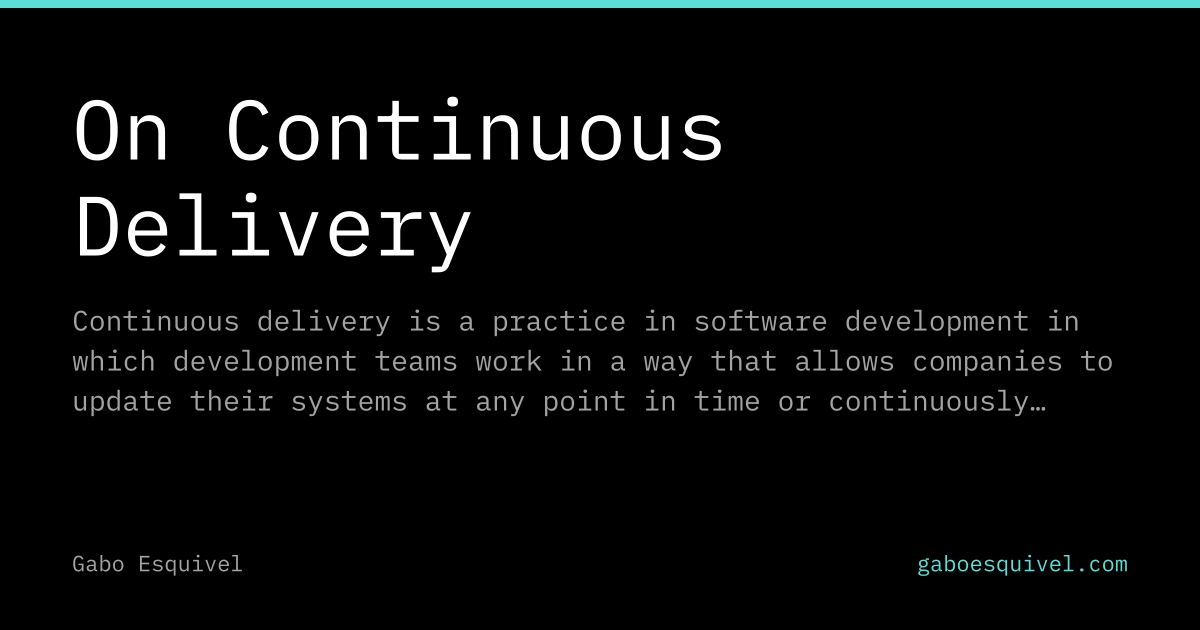 On Continuous
Delivery
Continuous delivery is a practice in software development in
which development teams work in a way that allows companies to
update their systems at any point in time or continuously…
Gabo Esquivel
gaboesquivel.com